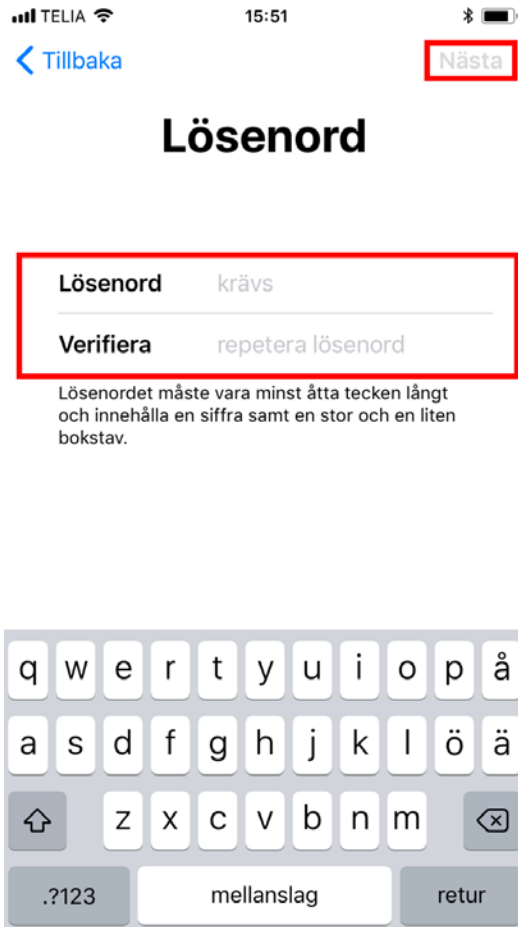 TELIA 15:51
Tillbaka Nästa
Lösenord
Lösenord krävs
Verifiera repetera lösenord
Lösenordet måste vara minst åtta tecken långt
och innehålla en siffra samt en stor och en liten
bokstav.
q w e r t y u i o p å
a s d f g h j k l ö ä
z x c v b n m
.?123 mellanslag retur